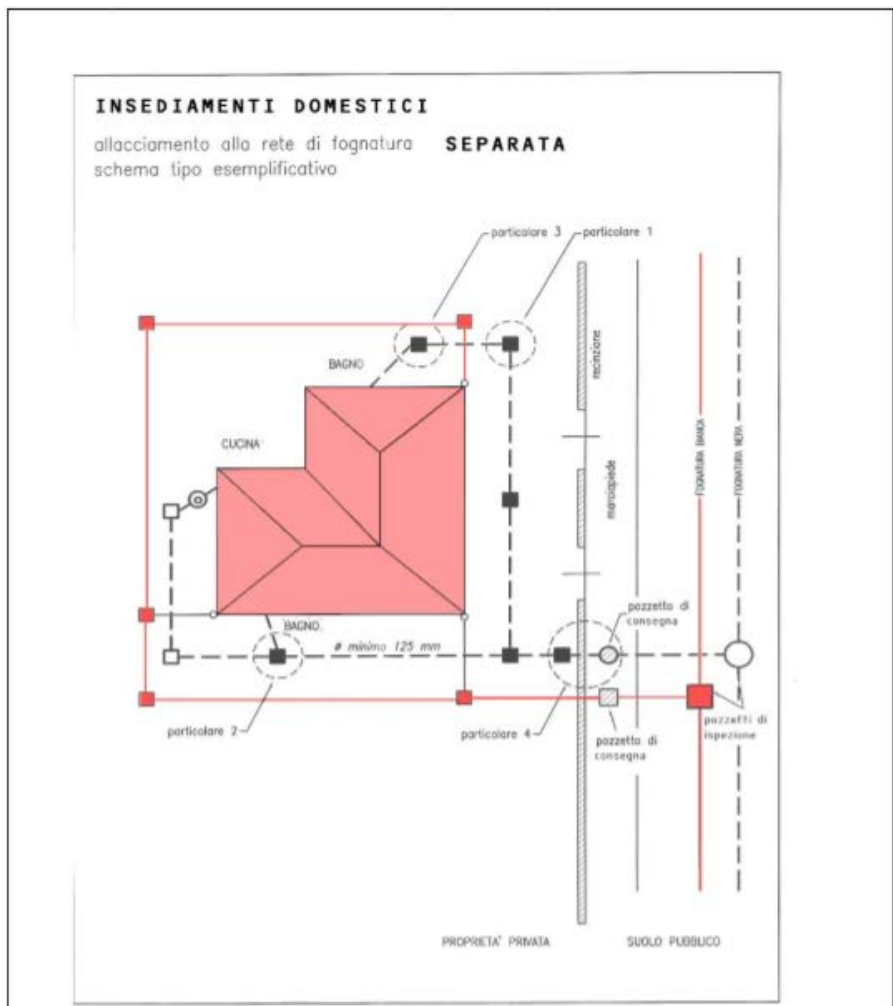 INSEDIAMENTI DOMESTICI
allacciamento alla rete di fognatura SEPARATA
schema tipo esemplificativo
particolare 3
particolare 1
BAGNO
CUCINA
recinzione
marciapiede
FOGNATURA BIANCA
FOGNATURA NERA
pozzetto di
consegna
BAGNO
ø minimo 125 mm
particolare 2
particolare 4
pozzetto di
consegna
pozzetti di
ispezione
PROPRIETA' PRIVATA
SUOLO PUBBLICO